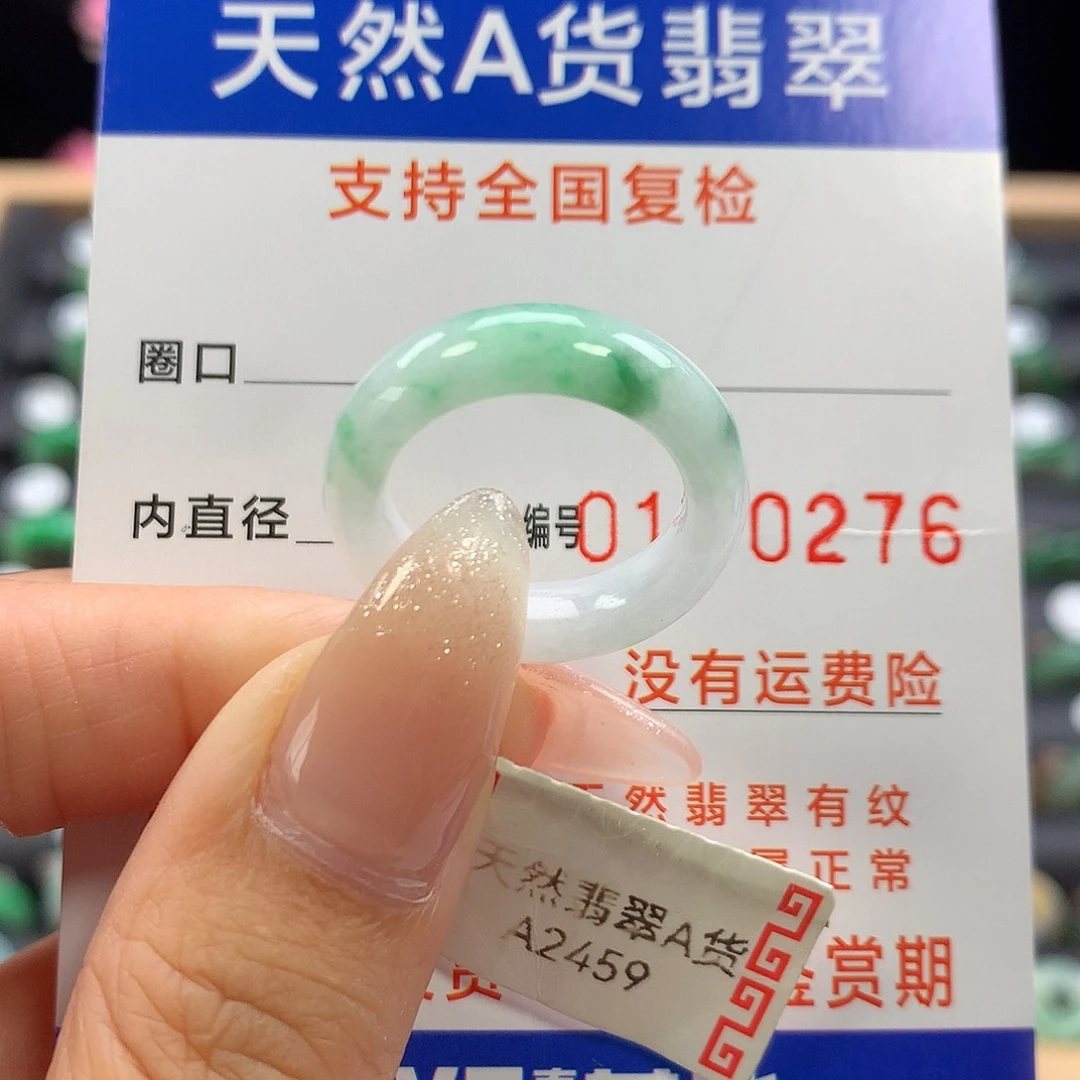 天然A货翡翠
支持全国复检
圈口
内直径
编号 01 0276
没有运费险
然翡翠有纹
正常
赏期
天然翡翠A货
A2459